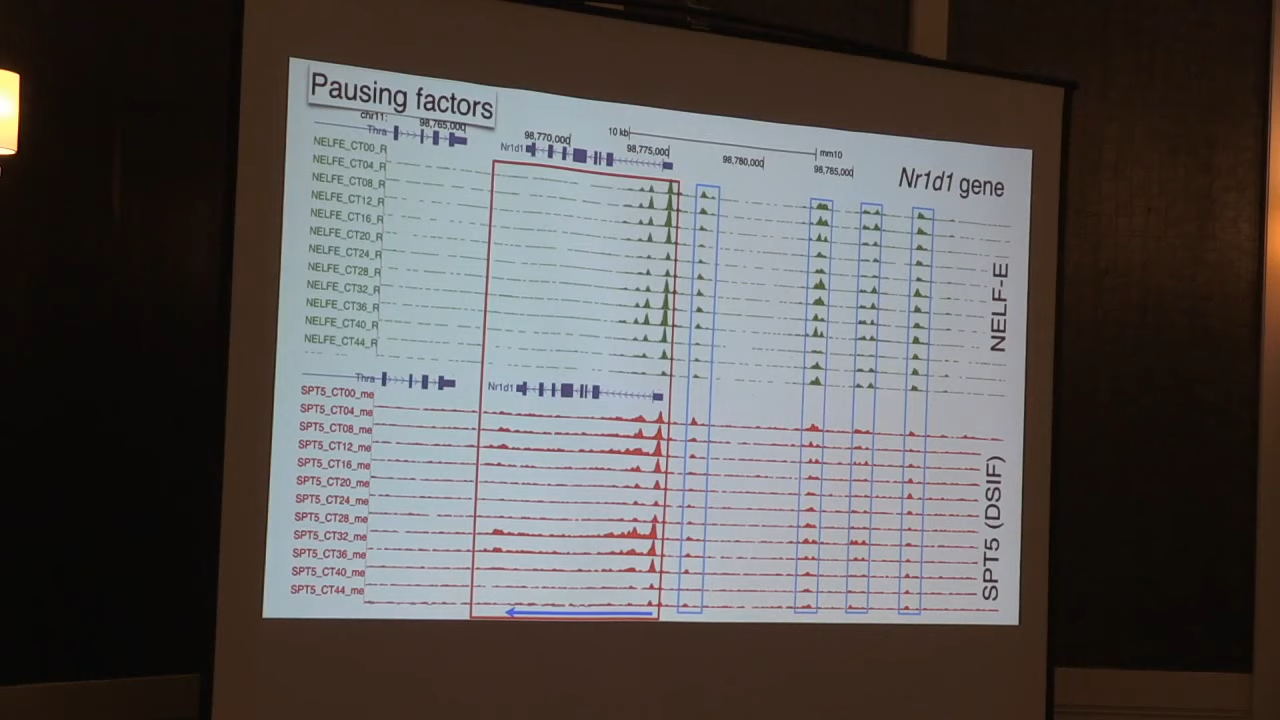 Pausing factors
chr11:
98,765,000
98,770,000
98,775,000
10 kb
mm10
98,780,000
98,785,000
Thra
Nr1d1
Nr1d1 gene
NELFE_CT00_R
NELFE_CT04_R
NELFE_CT08_R
NELFE_CT12_R
NELFE_CT16_R
NELFE_CT20_R
NELFE_CT24_R
NELFE_CT28_R
NELFE_CT32_R
NELFE_CT36_R
NELFE_CT40_R
NELFE_CT44_R
NELF-E
Thra
Nr1d1
SPT5_CT00_me
SPT5_CT04_me
SPT5_CT08_me
SPT5_CT12_me
SPT5_CT16_me
SPT5_CT20_me
SPT5_CT24_me
SPT5_CT28_me
SPT5_CT32_me
SPT5_CT36_me
SPT5_CT40_me
SPT5_CT44_me
SPT5 (DSIF)